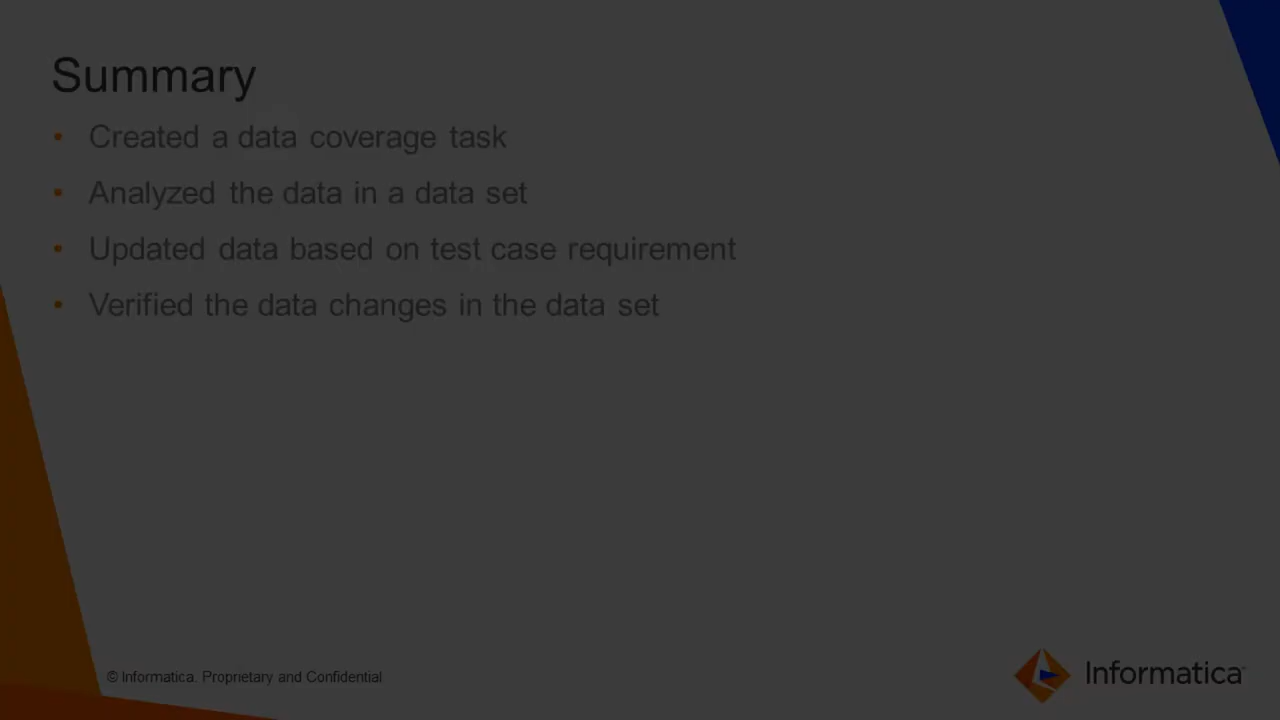 Summary
• Created a data coverage task
• Analyzed the data in a data set
• Updated data based on test case requirement
• Verified the data changes in the data set
© Informatica. Proprietary and Confidential
Informatica